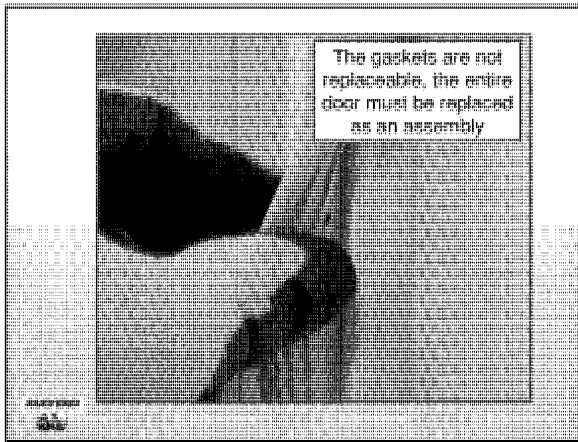 The gaskets are not
replaceable, the entire
door must be replaced
as an assembly